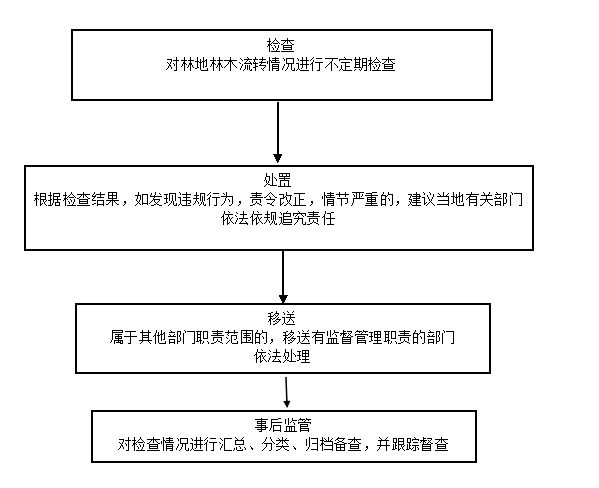 检查
对林地林木流转情况进行不定期检查
处置
根据检查结果，如发现违规行为，责令改正，情节严重的，建议当地有关部门
依法依规追究责任
移送
属于其他部门职责范围的，移送有监督管理职责的部门
依法处理
事后监管
对检查情况进行汇总、分类、归档备查，并跟踪督查